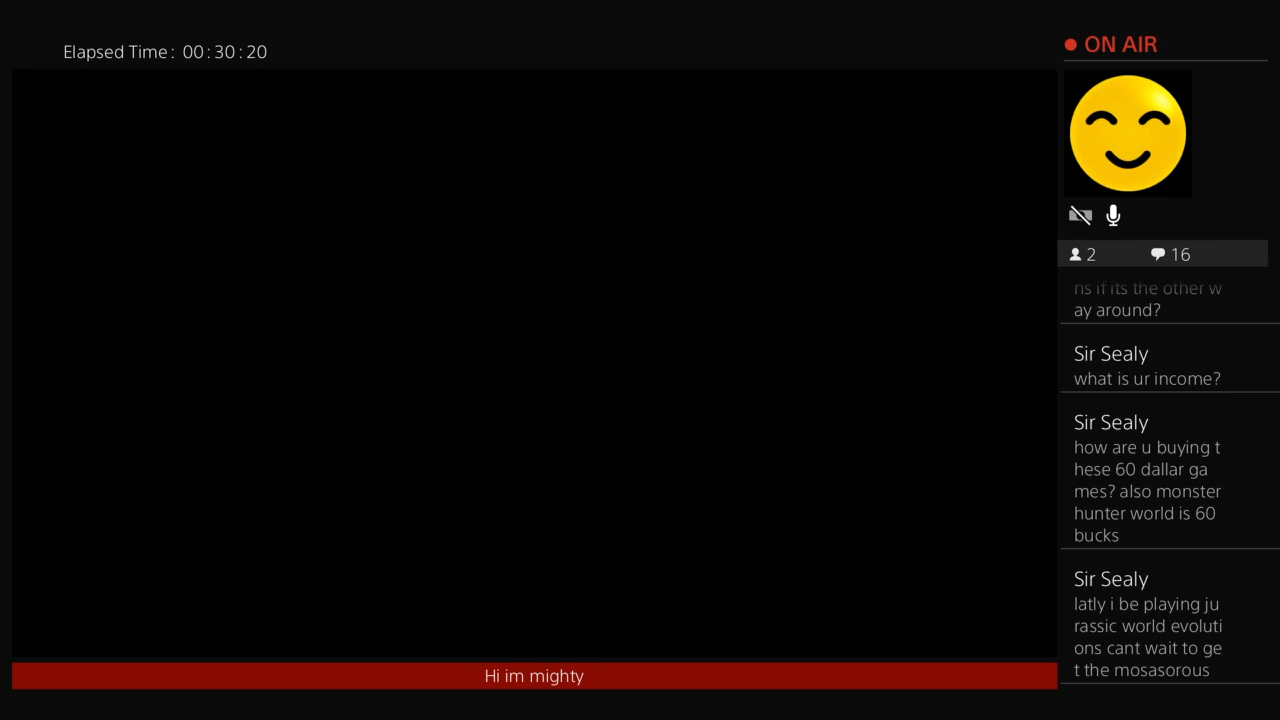 Elapsed Time: 00:30:20
ON AIR
2 16
ns if its the other w
ay around?
Sir Sealy
what is ur income?
Sir Sealy
how are u buying t
hese 60 dallar ga
mes? also monster
hunter world is 60
bucks
Sir Sealy
latly i be playing ju
rassic world evoluti
ons cant wait to ge
t the mosasorous
Hi im mighty